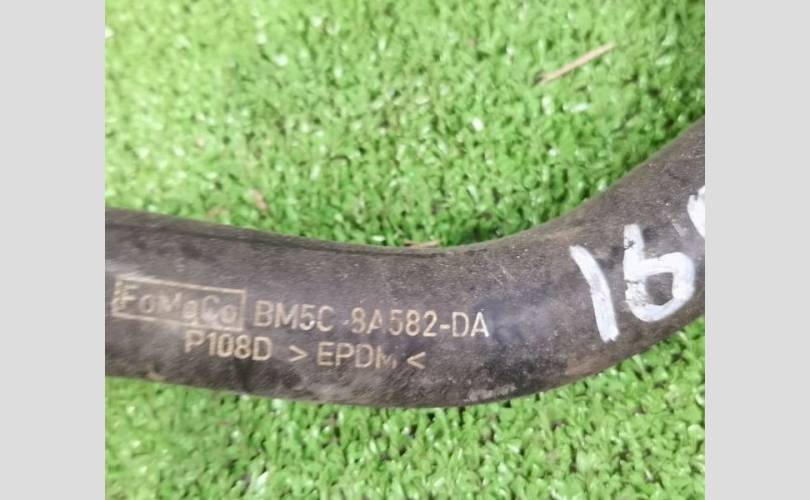 FoMoCo BM5C-8A582-DA
P108D >EPDM<